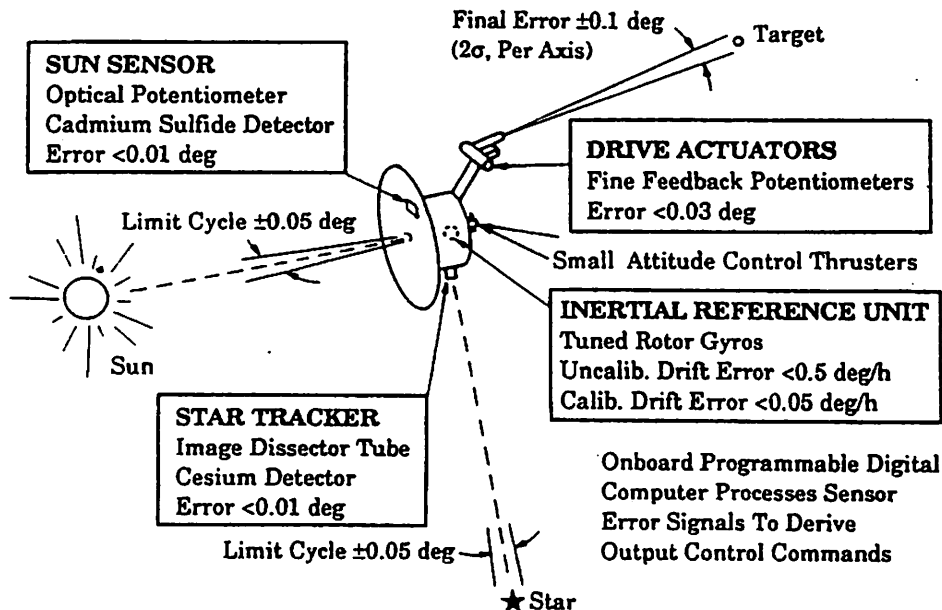 Final Error ±0.1 deg
(2σ, Per Axis)
Target
SUN SENSOR
Optical Potentiometer
Cadmium Sulfide Detector
Error <0.01 deg
DRIVE ACTUATORS
Fine Feedback Potentiometers
Error <0.03 deg
Limit Cycle ±0.05 deg
Small Attitude Control Thrusters
Sun
INERTIAL REFERENCE UNIT
Tuned Rotor Gyros
Uncalib. Drift Error <0.5 deg/h
Calib. Drift Error <0.05 deg/h
STAR TRACKER
Image Dissector Tube
Cesium Detector
Error <0.01 deg
Onboard Programmable Digital
Computer Processes Sensor
Error Signals To Derive
Output Control Commands
Limit Cycle ±0.05 deg
Star